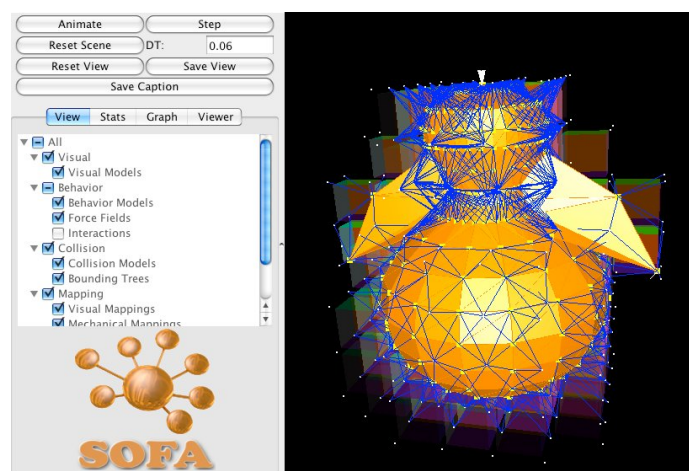 Animate Step
Reset Scene DT: 0.06
Reset View Save View
Save Caption
View Stats Graph Viewer
All
Visual
Visual Models
Behavior
Behavior Models
Force Fields
Interactions
Collision
Collision Models
Bounding Trees
Mapping
Visual Mappings
Mechanical Mappings
SOFA